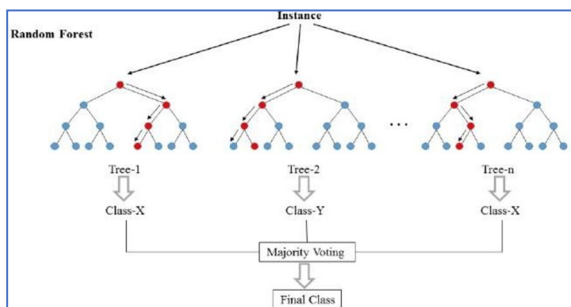 Instance
Random Forest
...
Tree-1 Tree-2 Tree-n
Class-X Class-Y Class-X
Majority Voting
Final Class